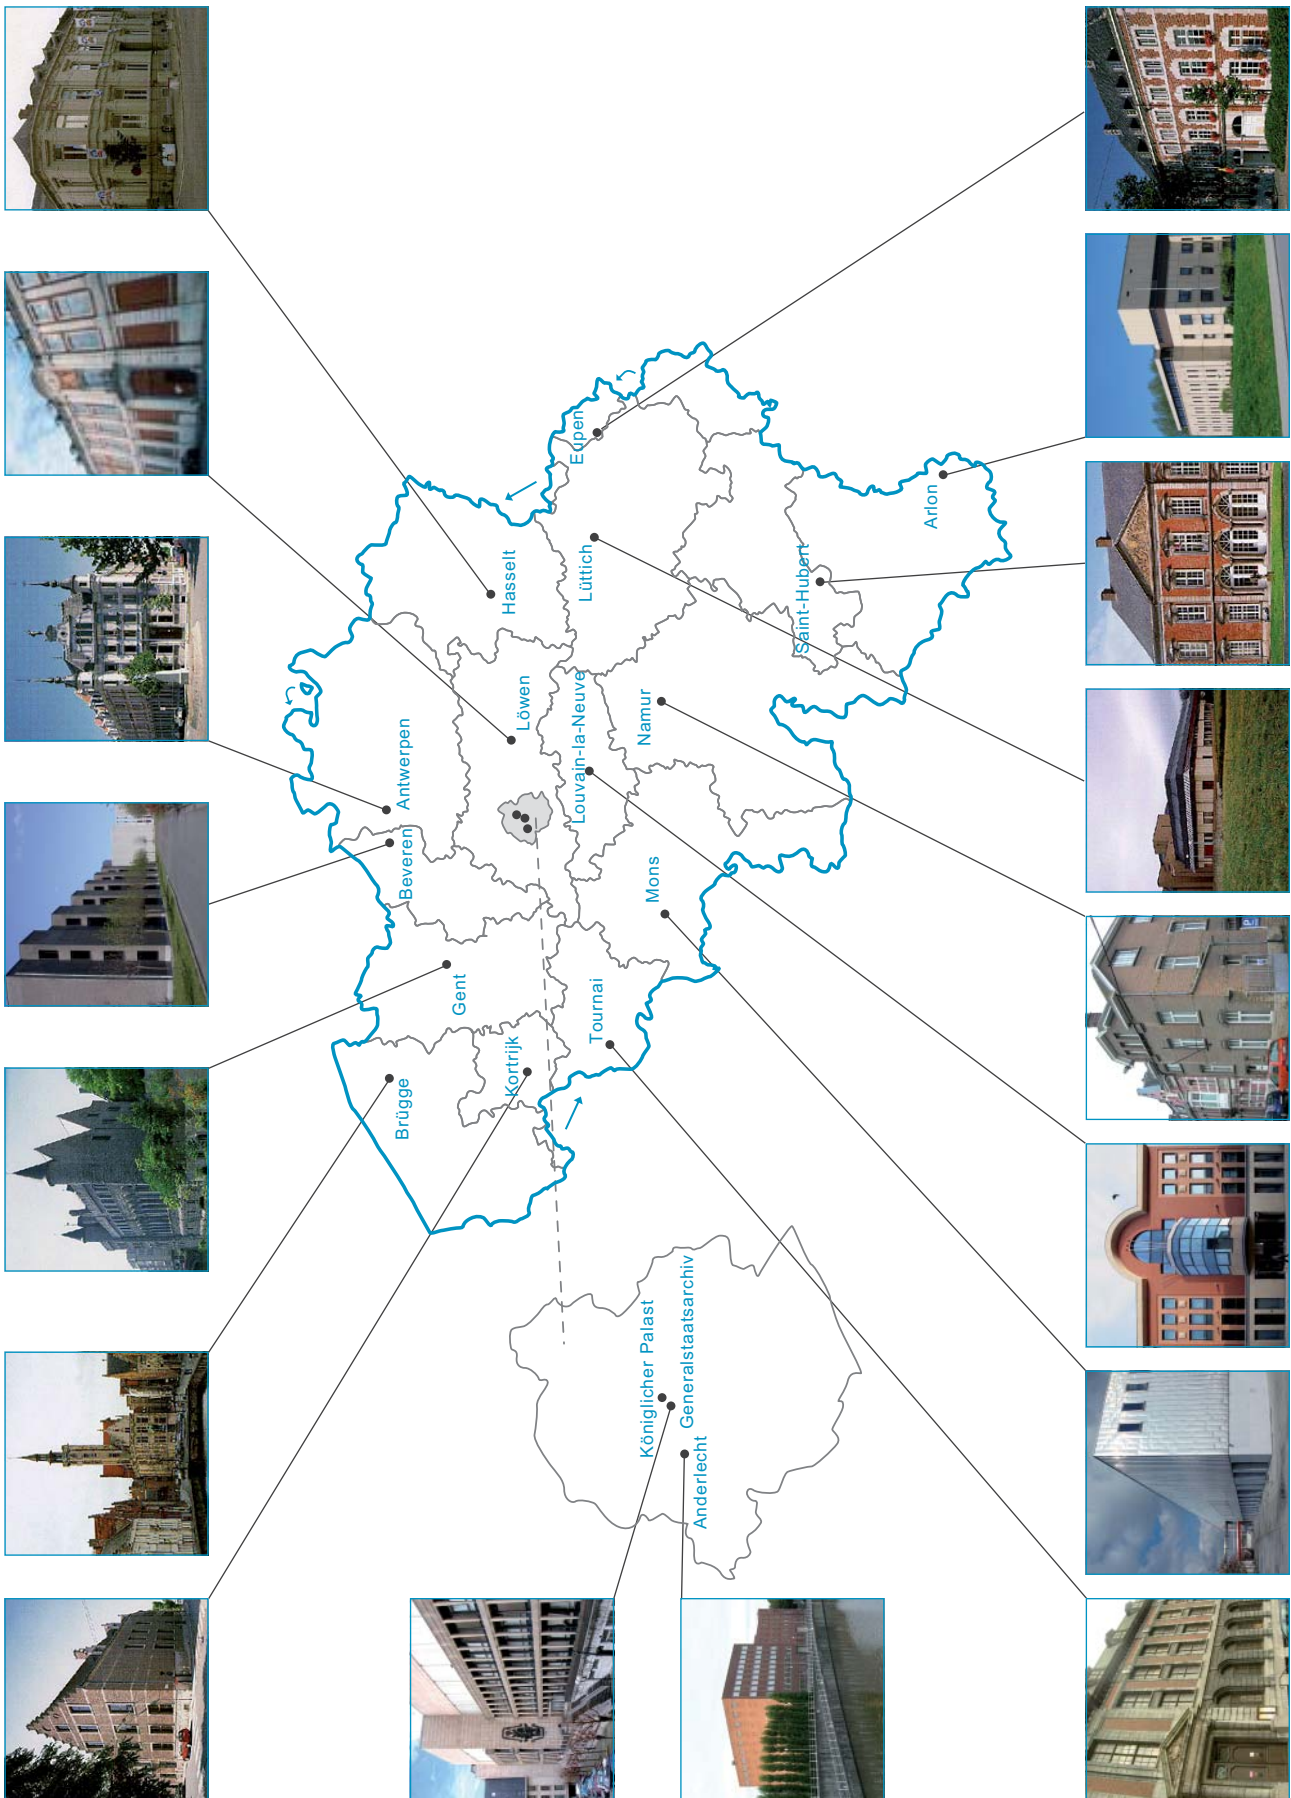 Brügge
Beveren
Antwerpen
Gent
Kortrijk
Hasselt
Löwen
Tournai
Louvain-la-Neuve
Lüttich
Eupen
Königlicher Palast
Mons
Namur
Generalstaatsarchiv
Anderlecht
Saint-Hubert
Arlon